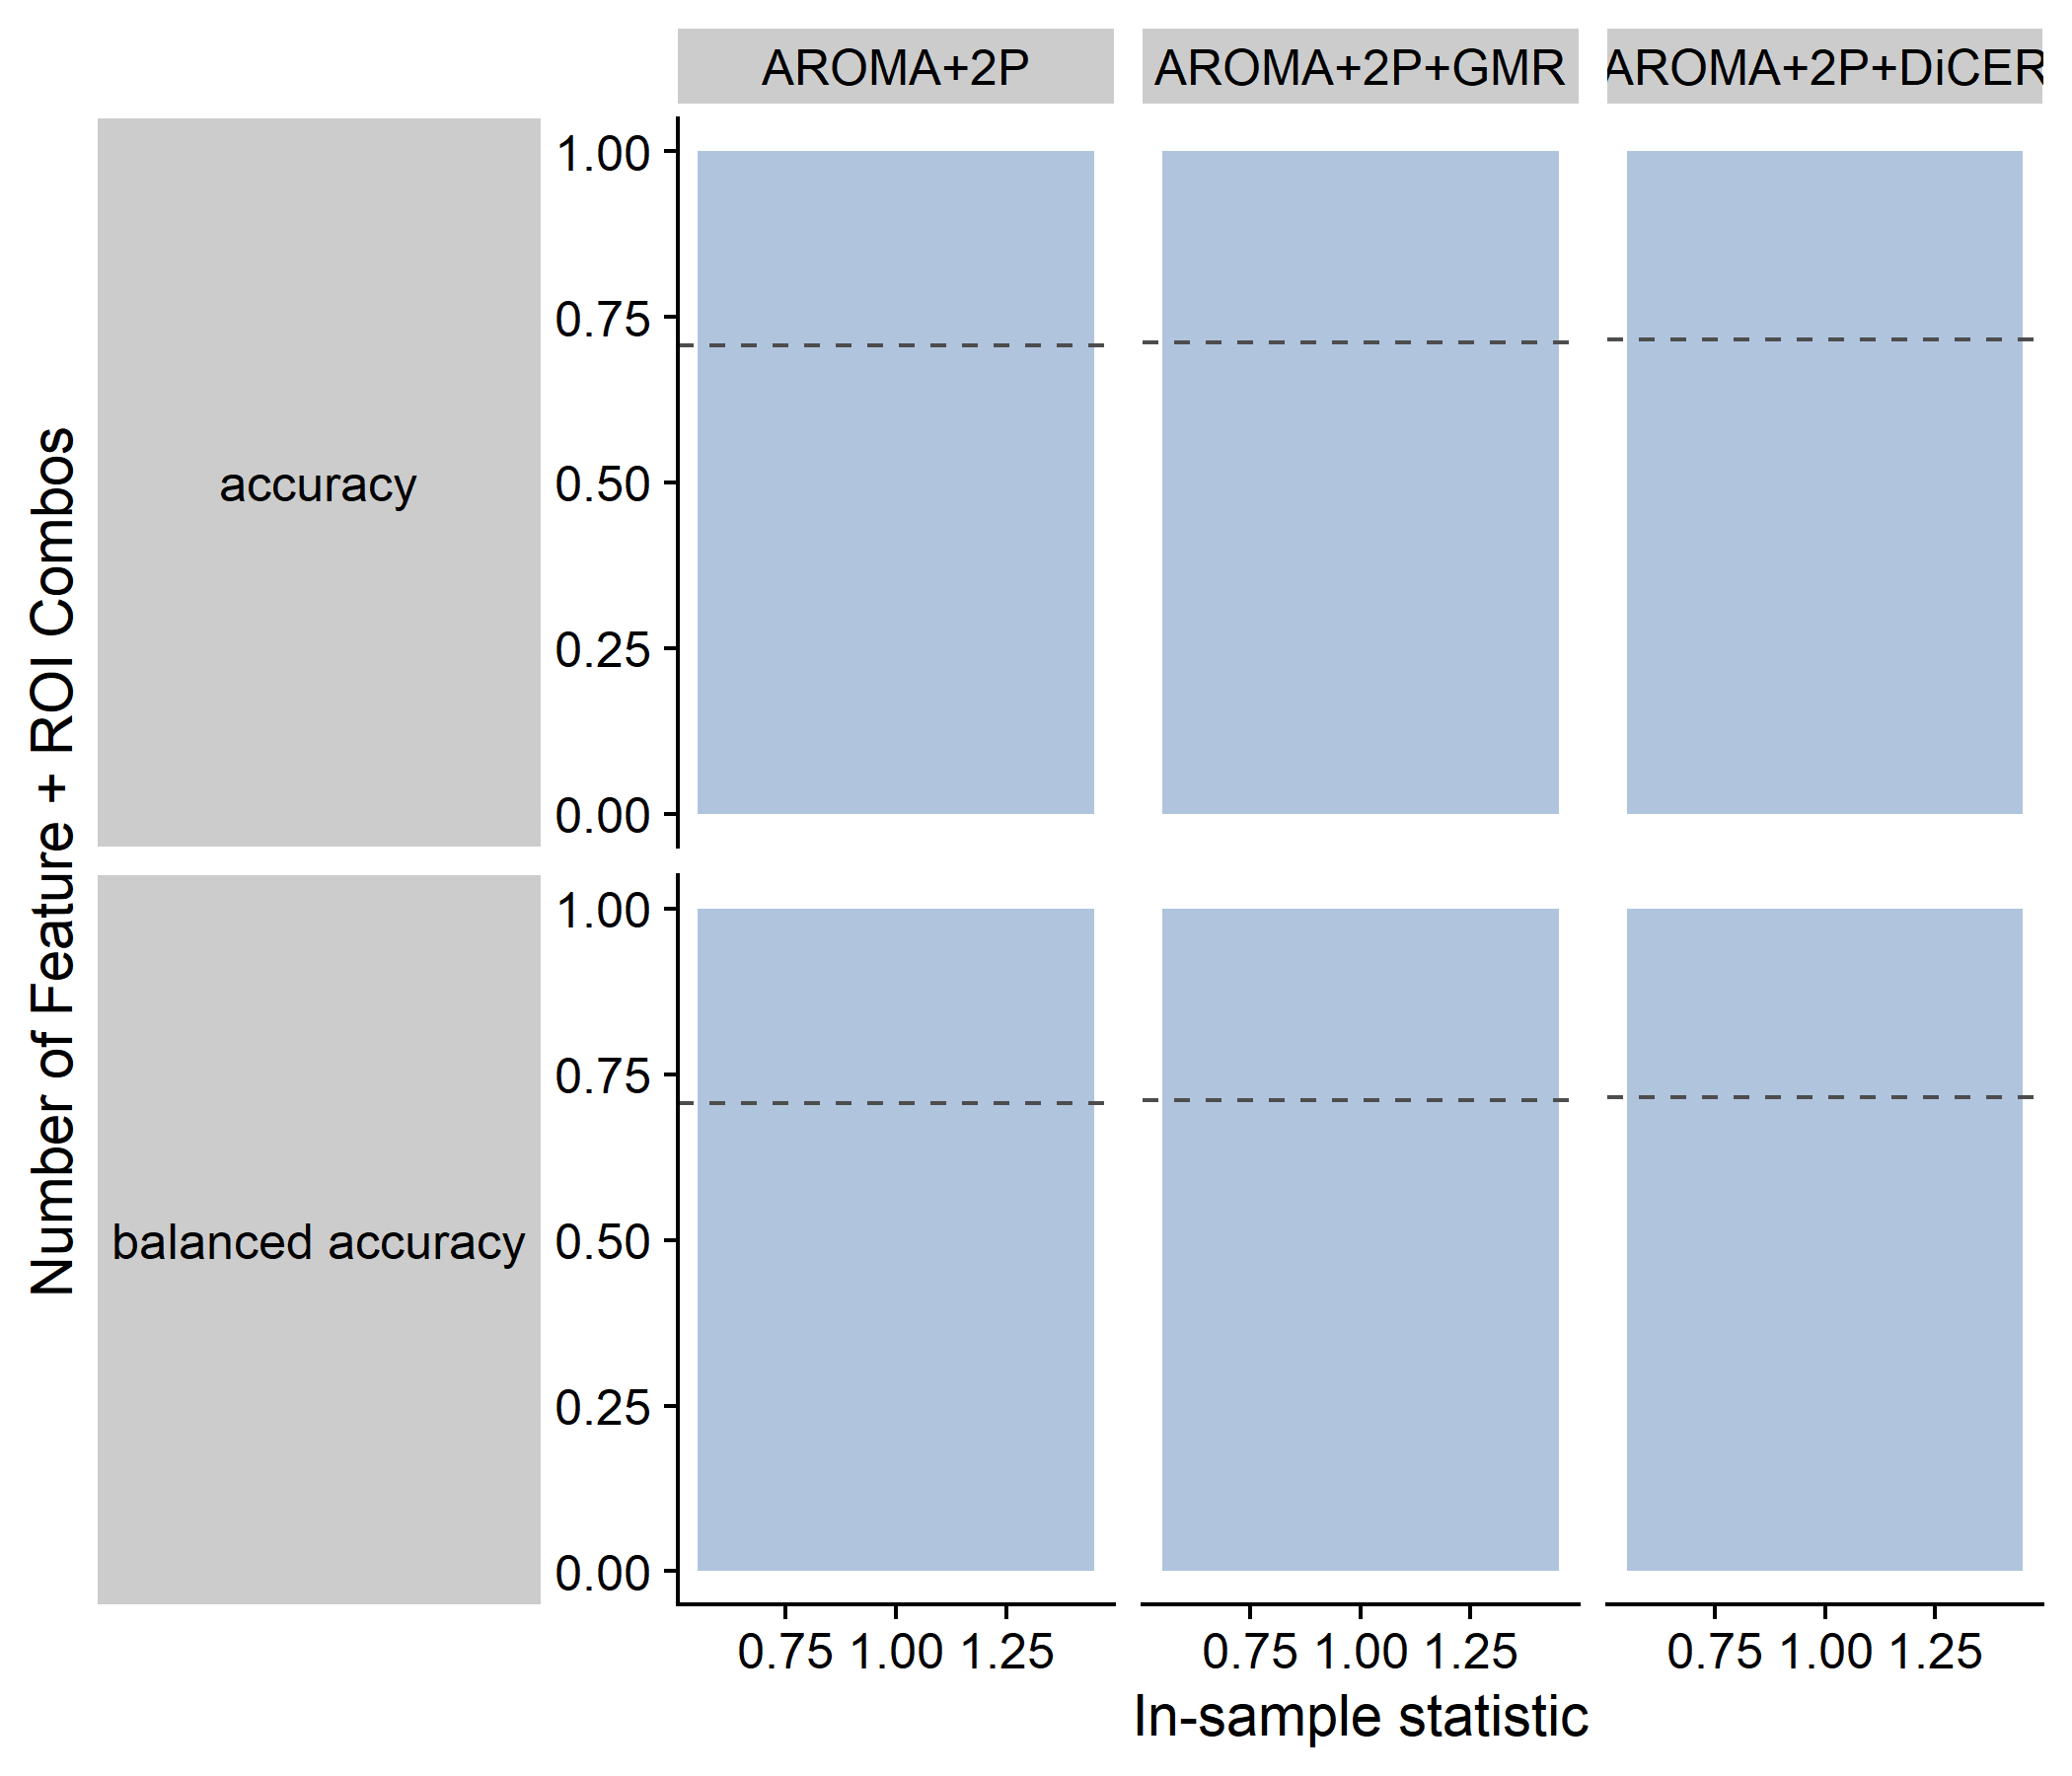 AROMA+2P
AROMA+2P+GMR
AROMA+2P+DiCER
Number of Feature + ROI Combos
accuracy
1.00
0.75
0.50
0.25
0.00
balanced accuracy
1.00
0.75
0.50
0.25
0.00
0.75 1.00 1.25
0.75 1.00 1.25
0.75 1.00 1.25
In-sample statistic